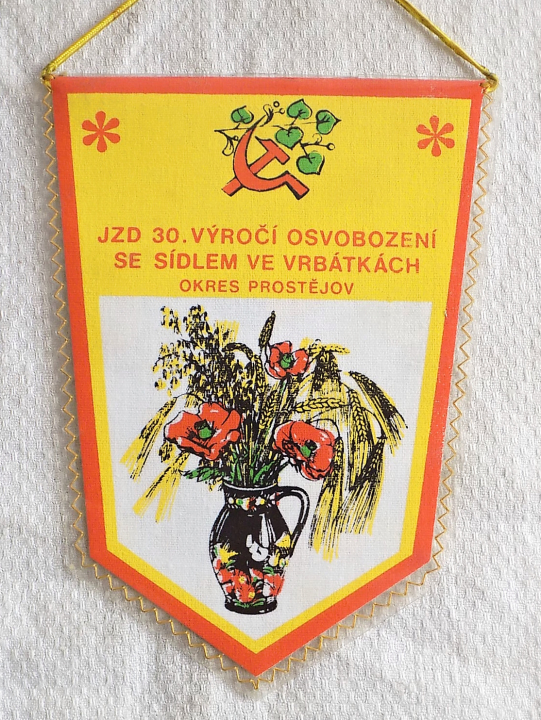 JZD 30. VÝROČÍ OSVOBOZENÍ
SE SÍDLEM VE VRBÁTKÁCH
OKRES PROSTĚJOV